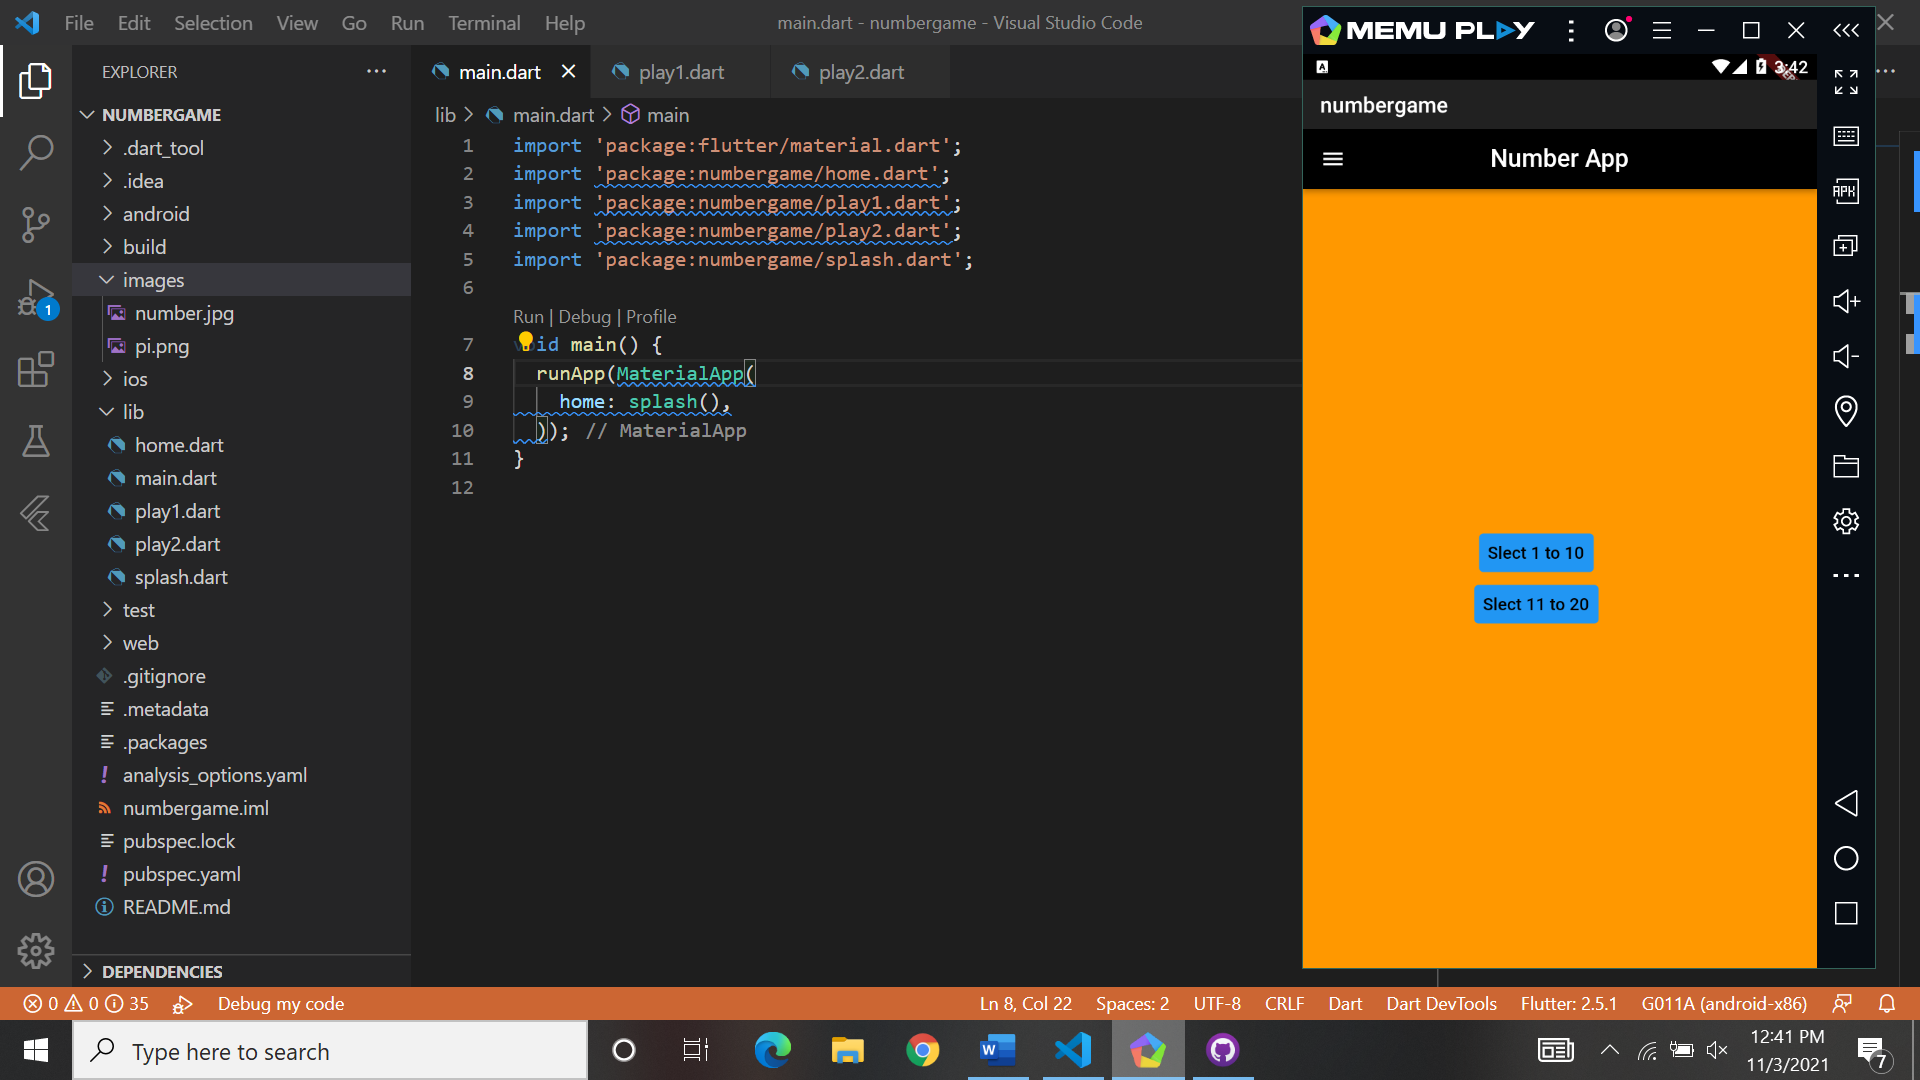 File Edit Selection View Go Run Terminal Help
main.dart - numbergame - Visual Studio Code
EXPLORER
NUMBERGAME
.dart_tool
.idea
android
build
images
number.jpg
pi.png
ios
lib
home.dart
main.dart
play1.dart
play2.dart
splash.dart
test
web
.gitignore
.metadata
.packages
analysis_options.yaml
numbergame.iml
pubspec.lock
pubspec.yaml
README.md
DEPENDENCIES
main.dart play1.dart play2.dart
lib > main.dart > main
1 import 'package:flutter/material.dart';
2 import 'package:numbergame/home.dart';
3 import 'package:numbergame/play1.dart';
4 import 'package:numbergame/play2.dart';
5 import 'package:numbergame/splash.dart';
6
Run | Debug | Profile
7 void main() {
8 runApp(MaterialApp(
9 home: splash(),
10 )); // MaterialApp
11 }
12
MEMU PLAY
3:42
numbergame
Number App
Slect 1 to 10
Slect 11 to 20
APK
1
0 0 35 Debug my code
Ln 8, Col 22 Spaces: 2 UTF-8 CRLF Dart Dart DevTools Flutter: 2.5.1 G011A (android-x86)
Type here to search
12:41 PM
11/3/2021
7